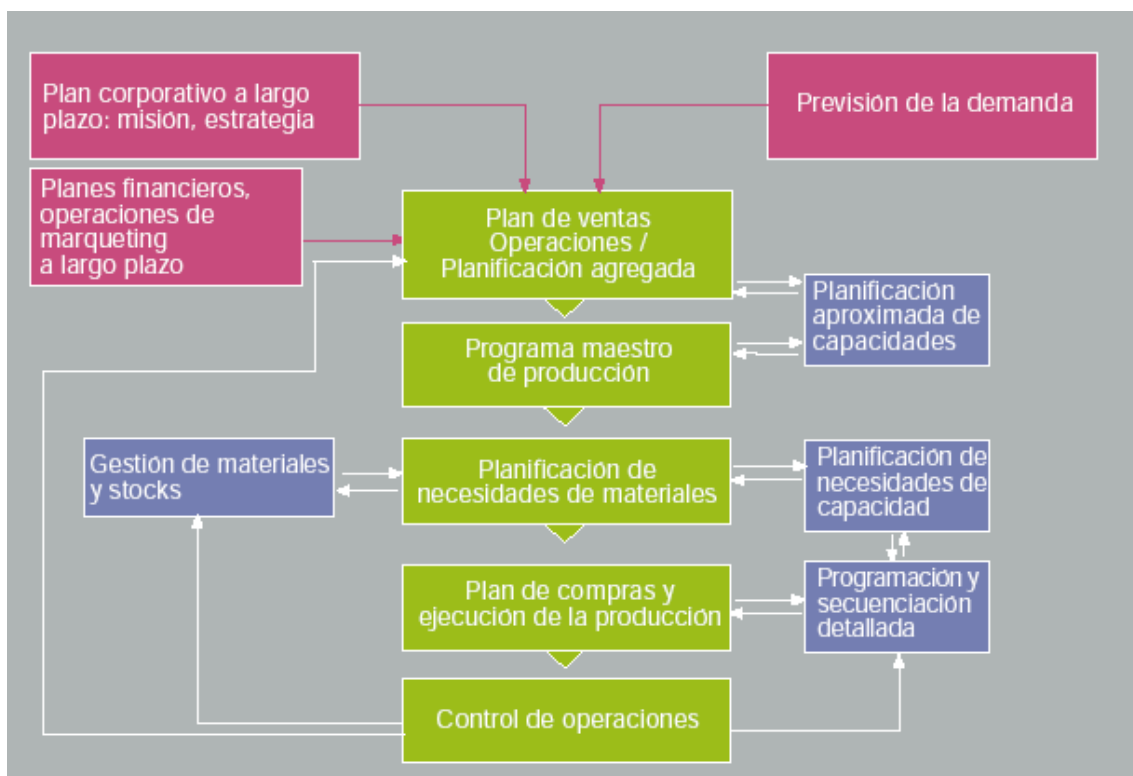 Plan corporativo a largo
plazo: misión, estrategia
Previsión de la demanda
Planes financieros,
operaciones de
marqueting
a largo plazo
Plan de ventas
Operaciones /
Planificación agregada
Planificación
aproximada de
capacidades
Programa maestro
de producción
Gestión de materiales
y stocks
Planificación de
necesidades de materiales
Planificación de
necesidades de
capacidad
Plan de compras y
ejecución de la producción
Programación y
secuenciación
detallada
Control de operaciones